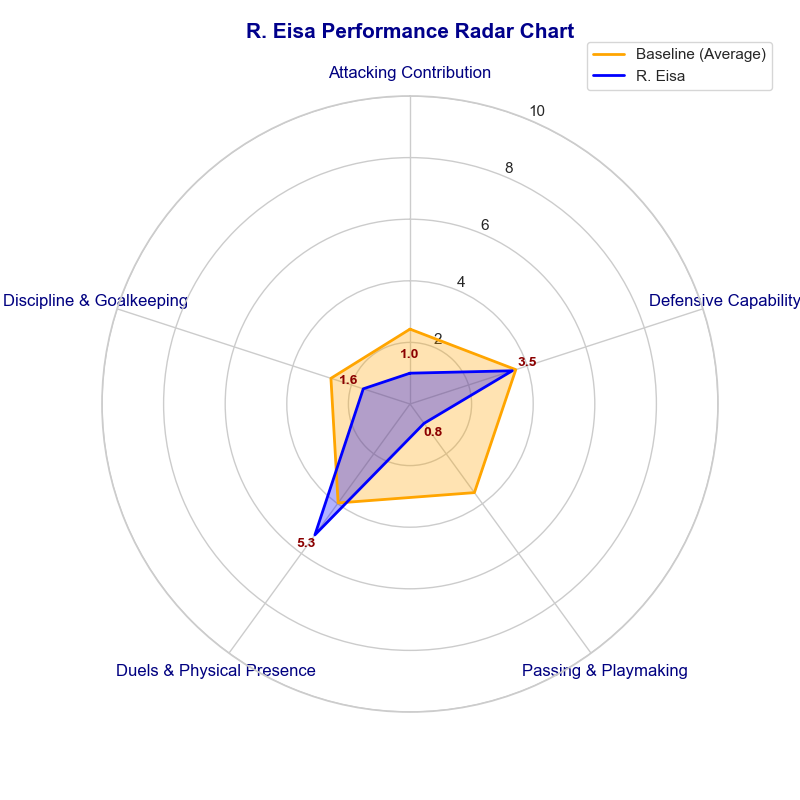 R. Eisa Performance Radar Chart
Baseline (Average)
R. Eisa
Attacking Contribution
10
8
6
4
2
Discipline & Goalkeeping
Defensive Capability
1.0
3.5
1.6
0.8
5.3
Duels & Physical Presence
Passing & Playmaking